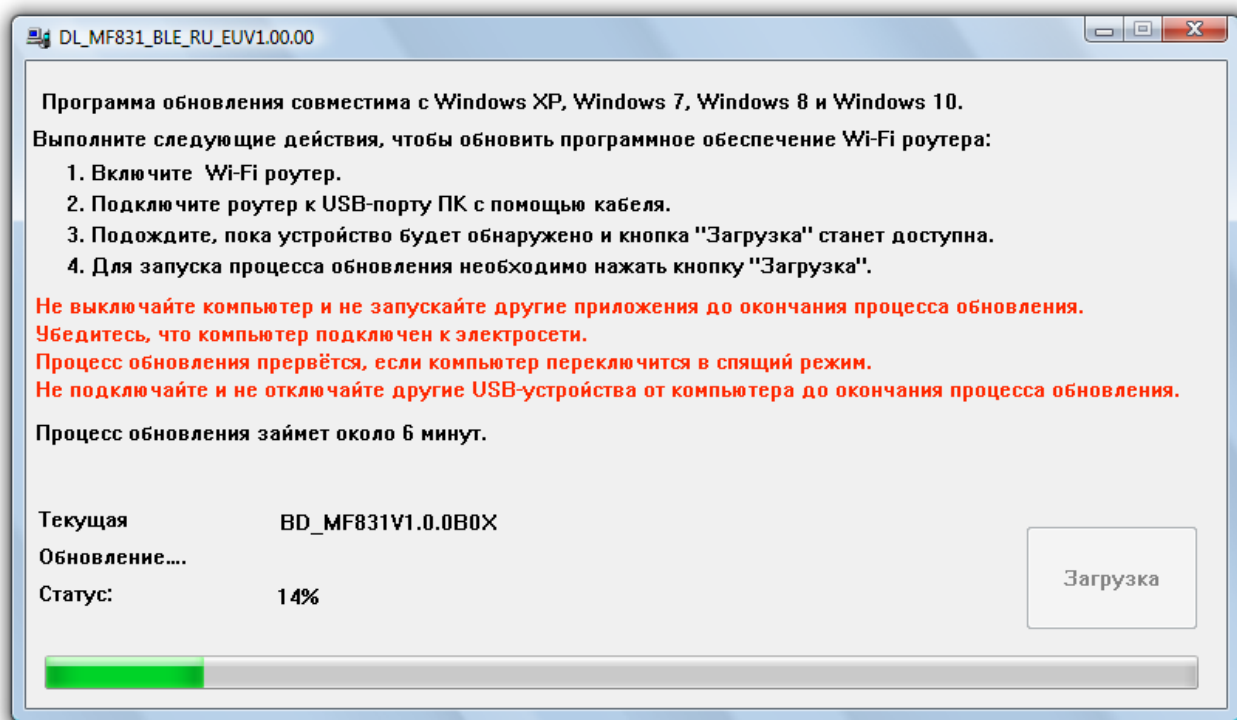 DL_MF831_BLE_RU_EUV1.00.00
Программа обновления совместима с Windows XP, Windows 7, Windows 8 и Windows 10.
Выполните следующие действия, чтобы обновить программное обеспечение Wi-Fi роутера:
1. Включите Wi-Fi роутер.
2. Подключите роутер к USB-порту ПК с помощью кабеля.
3. Подождите, пока устройство будет обнаружено и кнопка "Загрузка" станет доступна.
4. Для запуска процесса обновления необходимо нажать кнопку "Загрузка".
Не выключайте компьютер и не запускайте другие приложения до окончания процесса обновления.
Убедитесь, что компьютер подключен к электросети.
Процесс обновления прервётся, если компьютер переключится в спящий режим.
Не подключайте и не отключайте другие USB-устройства от компьютера до окончания процесса обновления.
Процесс обновления займет около 6 минут.
Текущая BD_MF831V1.0.0B0X
Обновление....
Статус: 14%
Загрузка